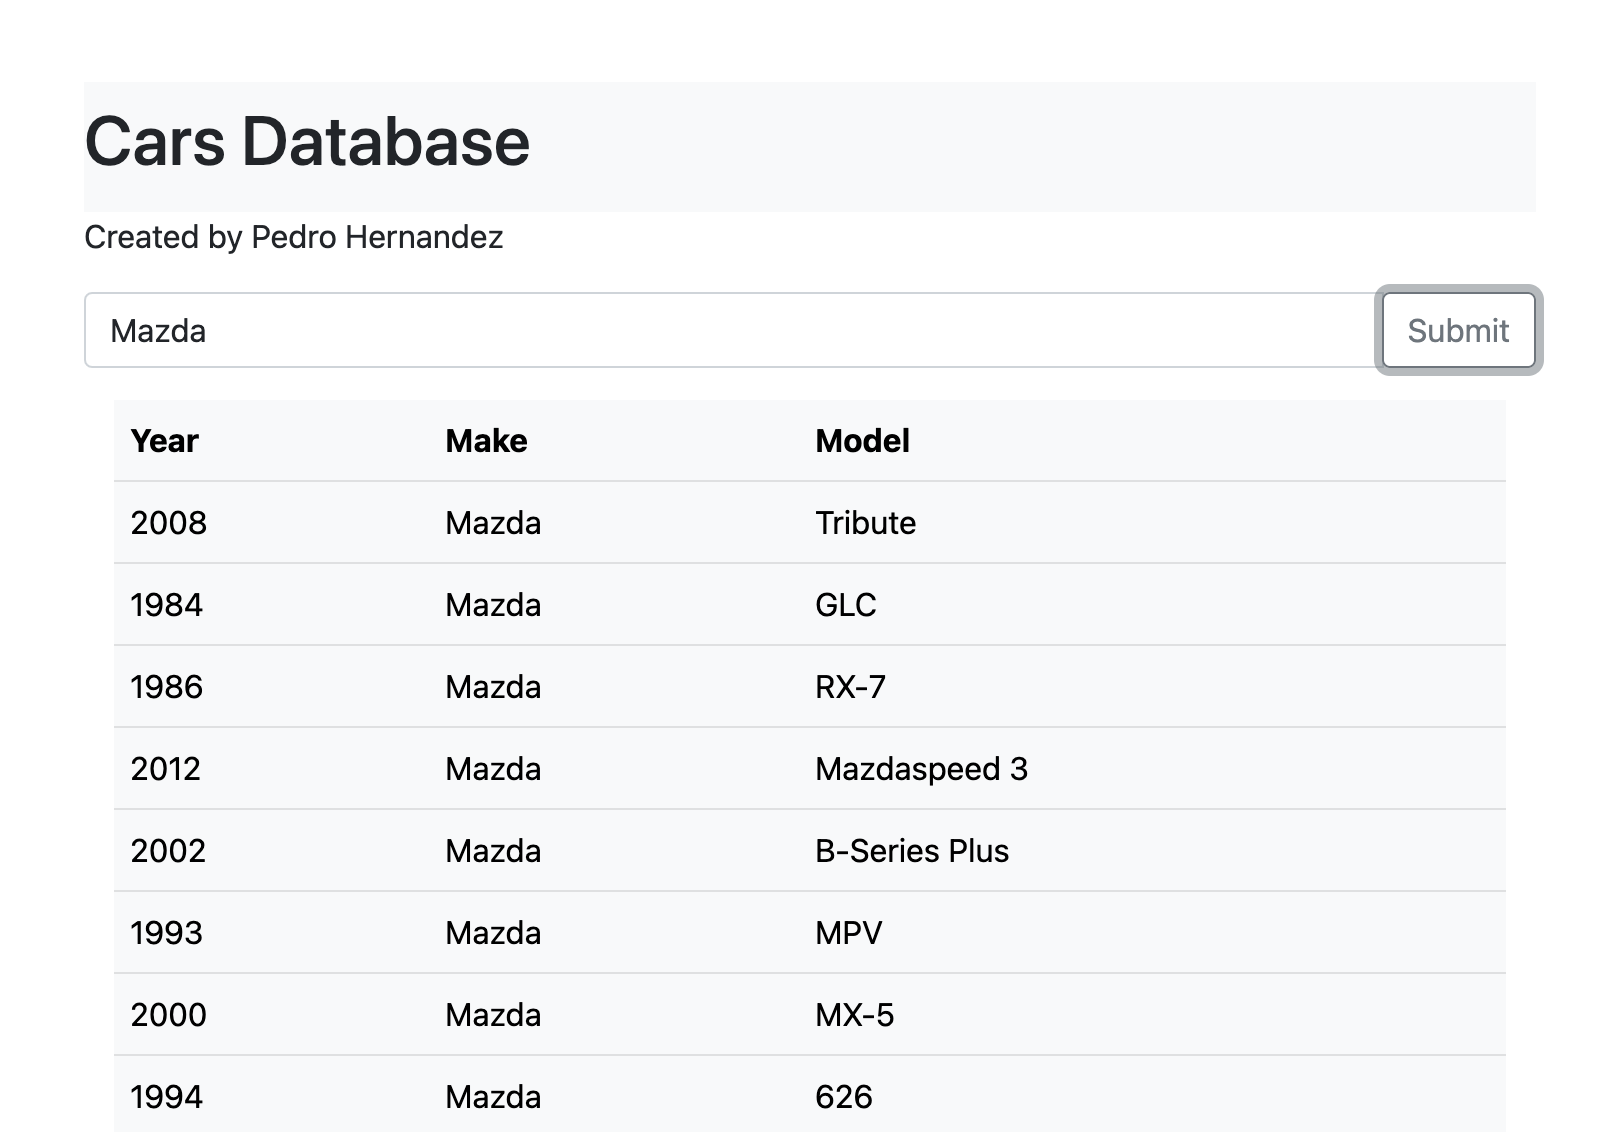 Cars Database
Created by Pedro Hernandez
Mazda Submit
Year Make Model
2008 Mazda Tribute
1984 Mazda GLC
1986 Mazda RX-7
2012 Mazda Mazdaspeed 3
2002 Mazda B-Series Plus
1993 Mazda MPV
2000 Mazda MX-5
1994 Mazda 626